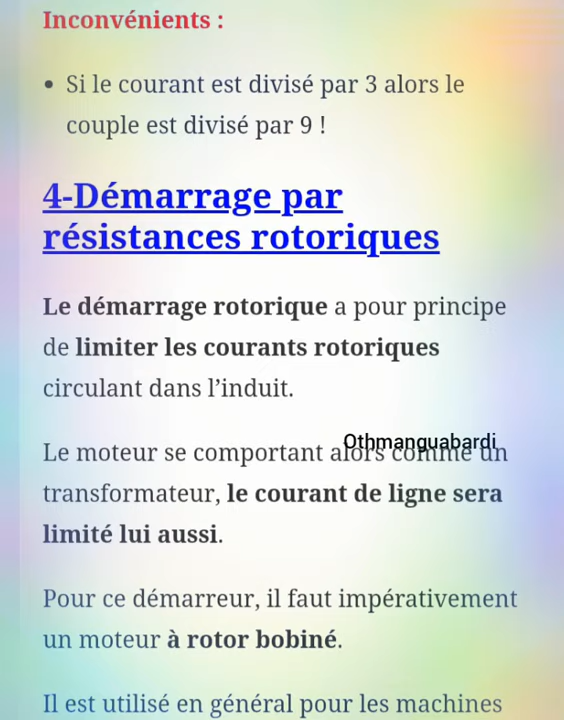 Inconvénients :
• Si le courant est divisé par 3 alors le
couple est divisé par 9 !
4-Démarrage par
résistances rotoriques
Le démarrage rotorique a pour principe
de limiter les courants rotoriques
circulant dans l’induit.
Othmanguabardi
Le moteur se comportant alors comme un
transformateur, le courant de ligne sera
limité lui aussi.
Pour ce démarreur, il faut impérativement
un moteur à rotor bobiné.
Il est utilisé en général pour les machines